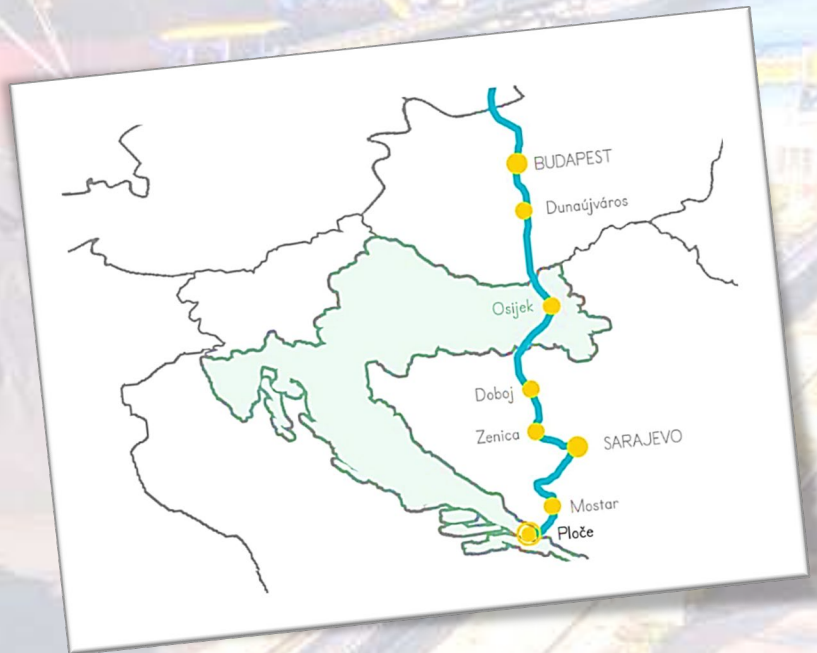 BUDAPEST
Dunaújváros
Osijek
Doboj
Zenica
SARAJEVO
Mostar
Ploče